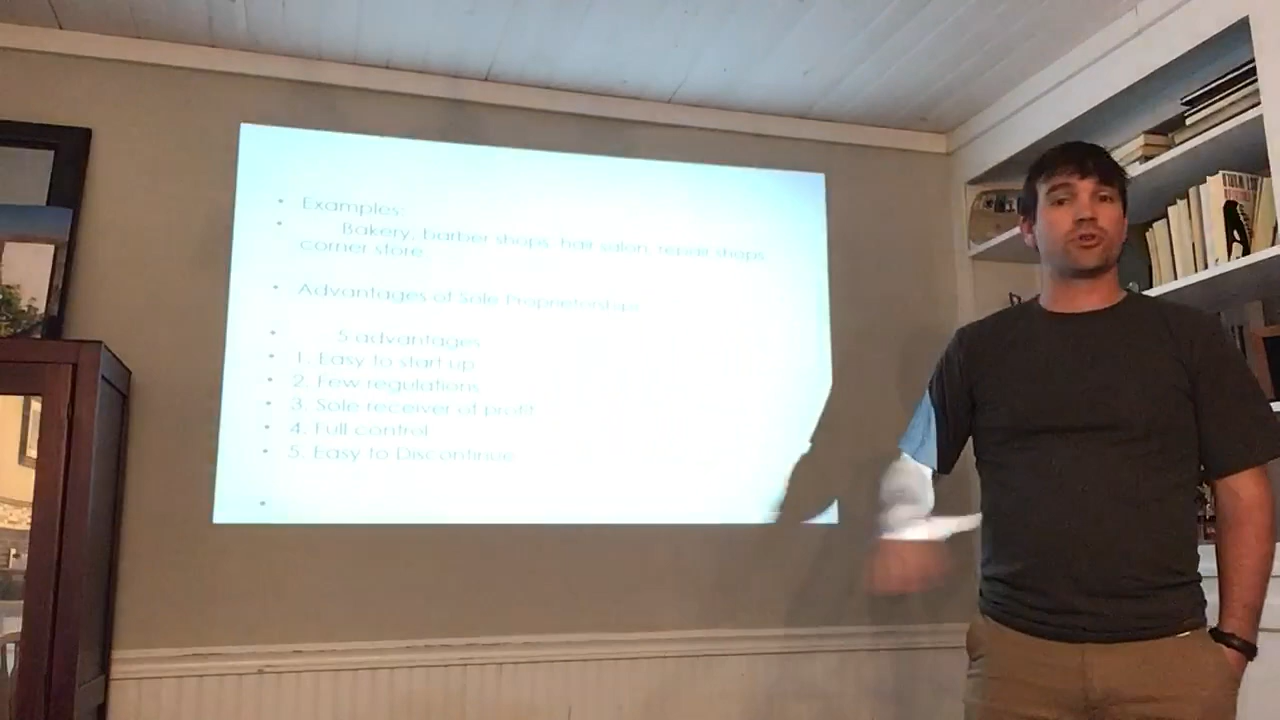 • Examples:
• Bakery, barber shops, hair salon, repair shops,
corner store
• Advantages of Sole Proprietorships
• 5 advantages
• 1. Easy to start up
• 2. Few regulations
• 3. Sole receiver of profit
• 4. Full control
• 5. Easy to Discontinue
•